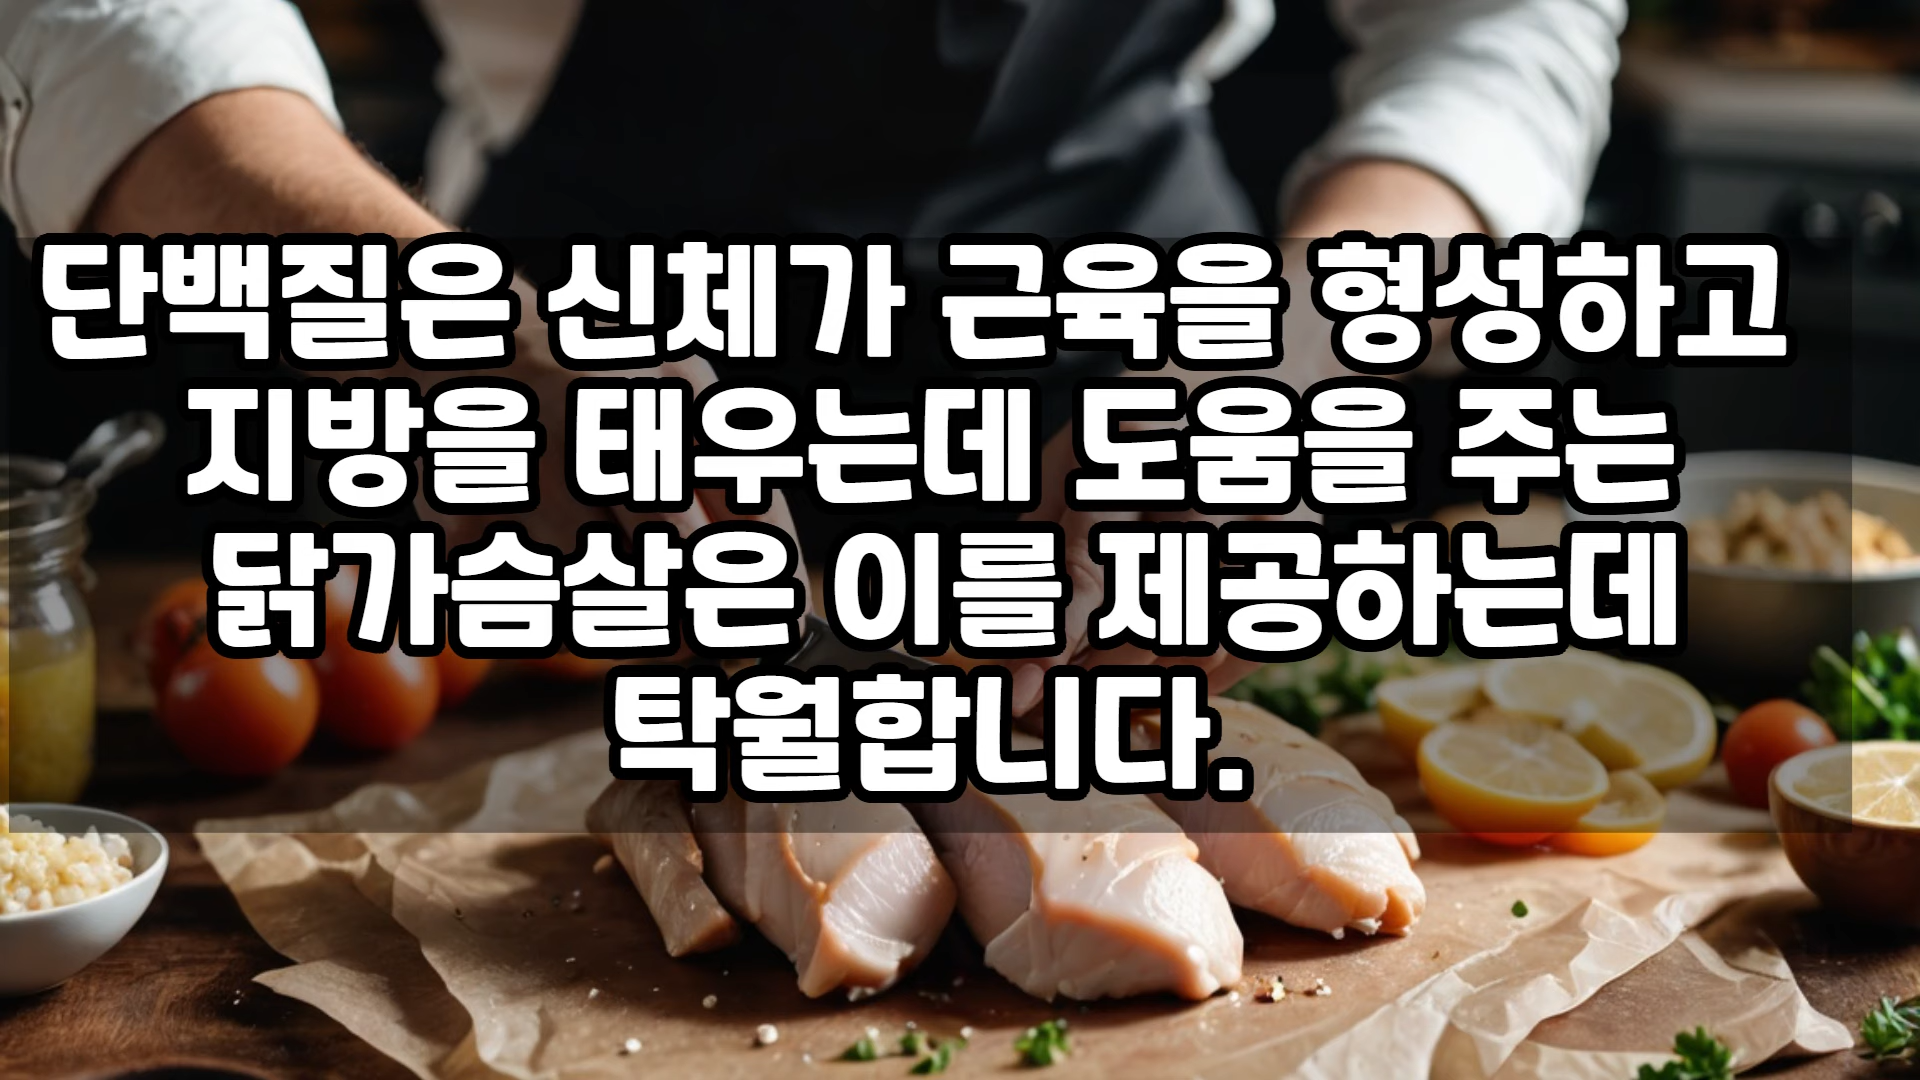 단백질은 신체가 근육을 형성하고
지방을 태우는데 도움을 주는
닭가슴살은 이를 제공하는데
탁월합니다.